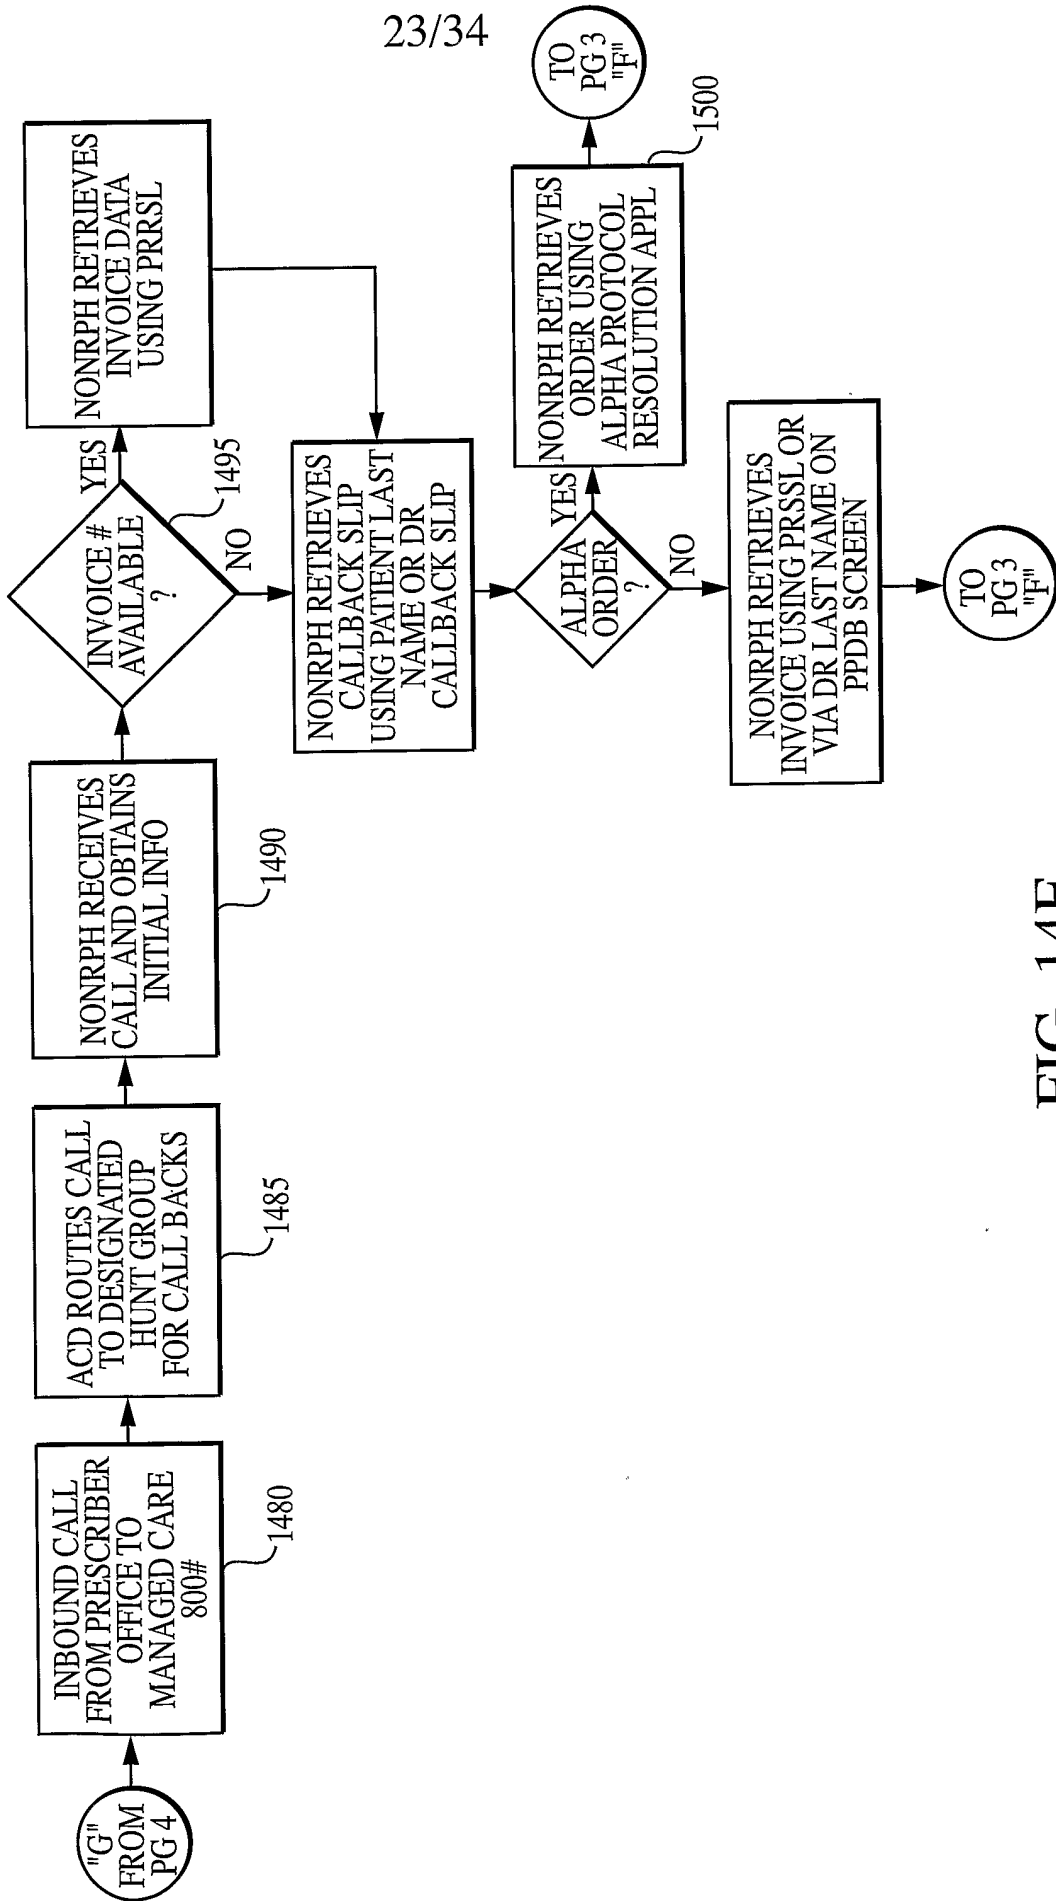 23/34
"G"
FROM
PG 4
INBOUND CALL
FROM PRESCRIBER
OFFICE TO
MANAGED CARE
800#
1480
ACD ROUTES CALL
TO DESIGNATED
HUNT GROUP
FOR CALL BACKS
1485
NONRPH RECEIVES
CALL AND OBTAINS
INITIAL INFO
1490
INVOICE #
AVAILABLE
?
1495
YES
NO
NONRPH RETRIEVES
INVOICE DATA
USING PRRSL
NONRPH RETRIEVES
CALLBACK SLIP
USING PATIENT LAST
NAME OR DR
CALLBACK SLIP
ALPHA
ORDER
?
YES
NO
NONRPH RETRIEVES
ORDER USING
ALPHA PROTOCOL
RESOLUTION APPL
1500
TO
PG 3
"F"
NONRPH RETRIEVES
INVOICE USING PRSSL OR
VIA DR LAST NAME ON
PPDB SCREEN
TO
PG 3
"F"